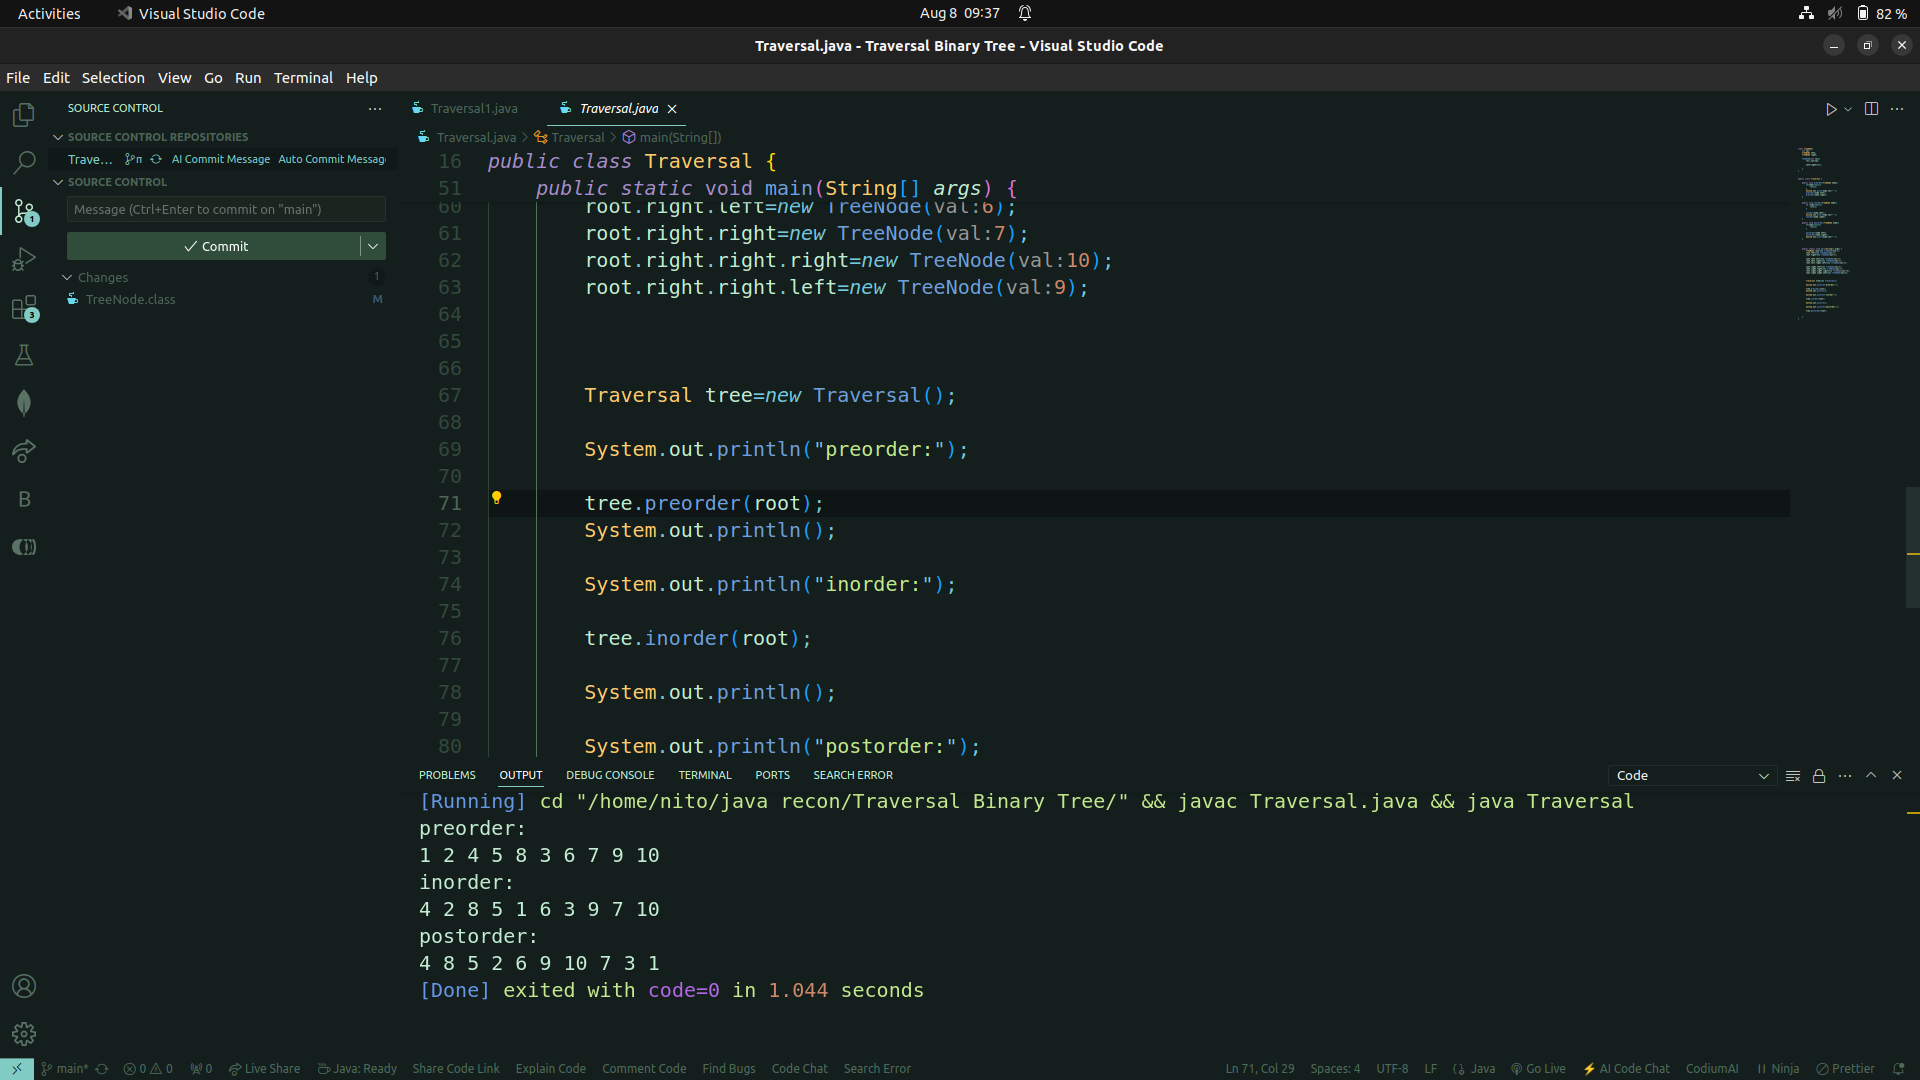 Activities
Visual Studio Code
Aug 8 09:37
82 %
Traversal.java - Traversal Binary Tree - Visual Studio Code
File Edit Selection View Go Run Terminal Help
SOURCE CONTROL
SOURCE CONTROL REPOSITORIES
Trave... AI Commit Message Auto Commit Message
SOURCE CONTROL
Message (Ctrl+Enter to commit on "main")
Commit
Changes 1
TreeNode.class M
1
3
B
Traversal1.java
Traversal.java
Traversal.java > Traversal > main(String[])
16 public class Traversal {
51 public static void main(String[] args) {
60 root.right.left=new TreeNode(val:6);
61 root.right.right=new TreeNode(val:7);
62 root.right.right.right=new TreeNode(val:10);
63 root.right.right.left=new TreeNode(val:9);
64
65
66
67 Traversal tree=new Traversal();
68
69 System.out.println("preorder:");
70
71 tree.preorder(root);
72 System.out.println();
73
74 System.out.println("inorder:");
75
76 tree.inorder(root);
77
78 System.out.println();
79
80 System.out.println("postorder:");
PROBLEMS OUTPUT DEBUG CONSOLE TERMINAL PORTS SEARCH ERROR
Code
[Running] cd "/home/nito/java recon/Traversal Binary Tree/" && javac Traversal.java && java Traversal
preorder:
1 2 4 5 8 3 6 7 9 10
inorder:
4 2 8 5 1 6 3 9 7 10
postorder:
4 8 5 2 6 9 10 7 3 1
[Done] exited with code=0 in 1.044 seconds
main* 0 0 0 Live Share Java: Ready Share Code Link Explain Code Comment Code Find Bugs Code Chat Search Error
Ln 71, Col 29 Spaces: 4 UTF-8 LF {} Java Go Live AI Code Chat CodiumAI Ninja Prettier